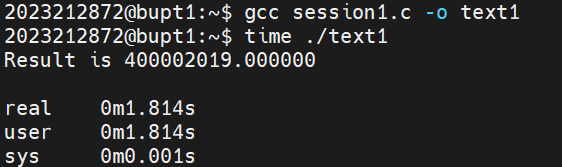 2023212872@bupt1:~$ gcc session1.c -o text1
2023212872@bupt1:~$ time ./text1
Result is 400002019.000000
real 0m1.814s
user 0m1.814s
sys 0m0.001s